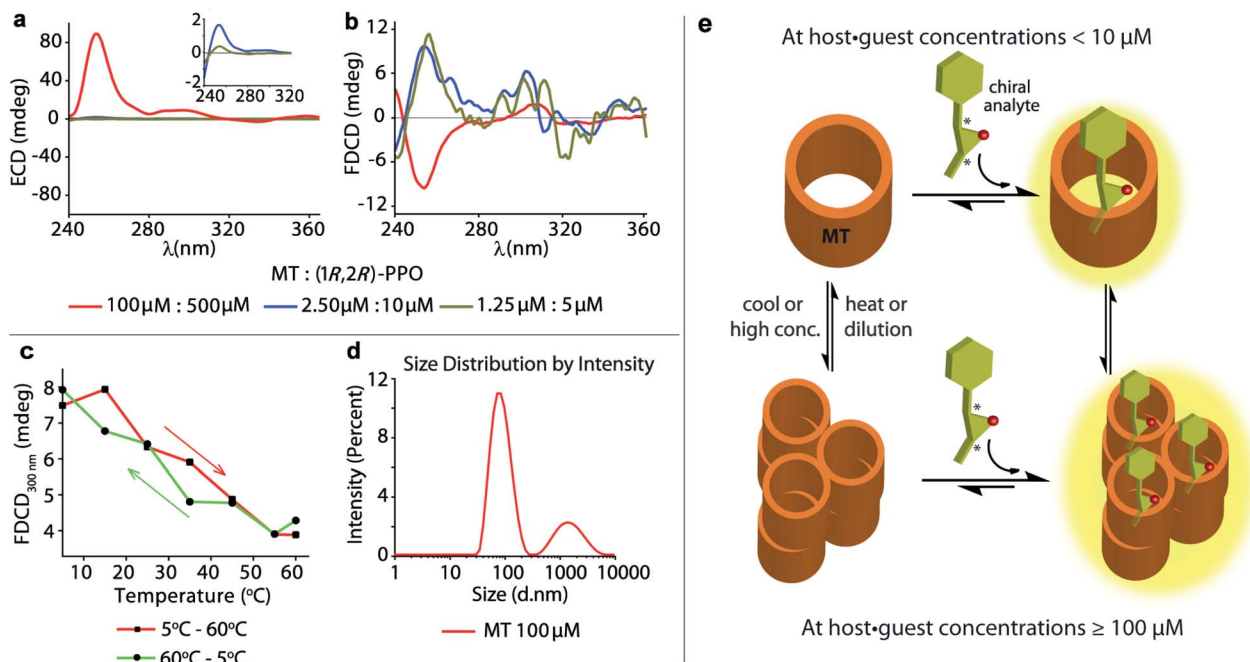 a
ECD (mdeg)
80
40
0
-40
-80
240 280 320 360
λ(nm)
2
0
-2
240 280 320
b
FDCD (mdeg)
12
6
0
-6
-12
240 280 320 360
λ(nm)
MT : (1R,2R)-PPO
100µM : 500µM 2.50µM :10µM 1.25µM : 5µM
c
FDCD300 nm (mdeg)
8
7
6
5
4
10 20 30 40 50 60
Temperature (ºC)
5ºC - 60ºC
60ºC - 5ºC
d
Size Distribution by Intensity
Intensity (Percent)
12
8
4
0
1 10 100 1000 10000
Size (d.nm)
MT 100µM
e
At host•guest concentrations < 10 µM
chiral
analyte
*
*
MT
cool or
high conc.
heat or
dilution
*
*
At host•guest concentrations ≥ 100 µM